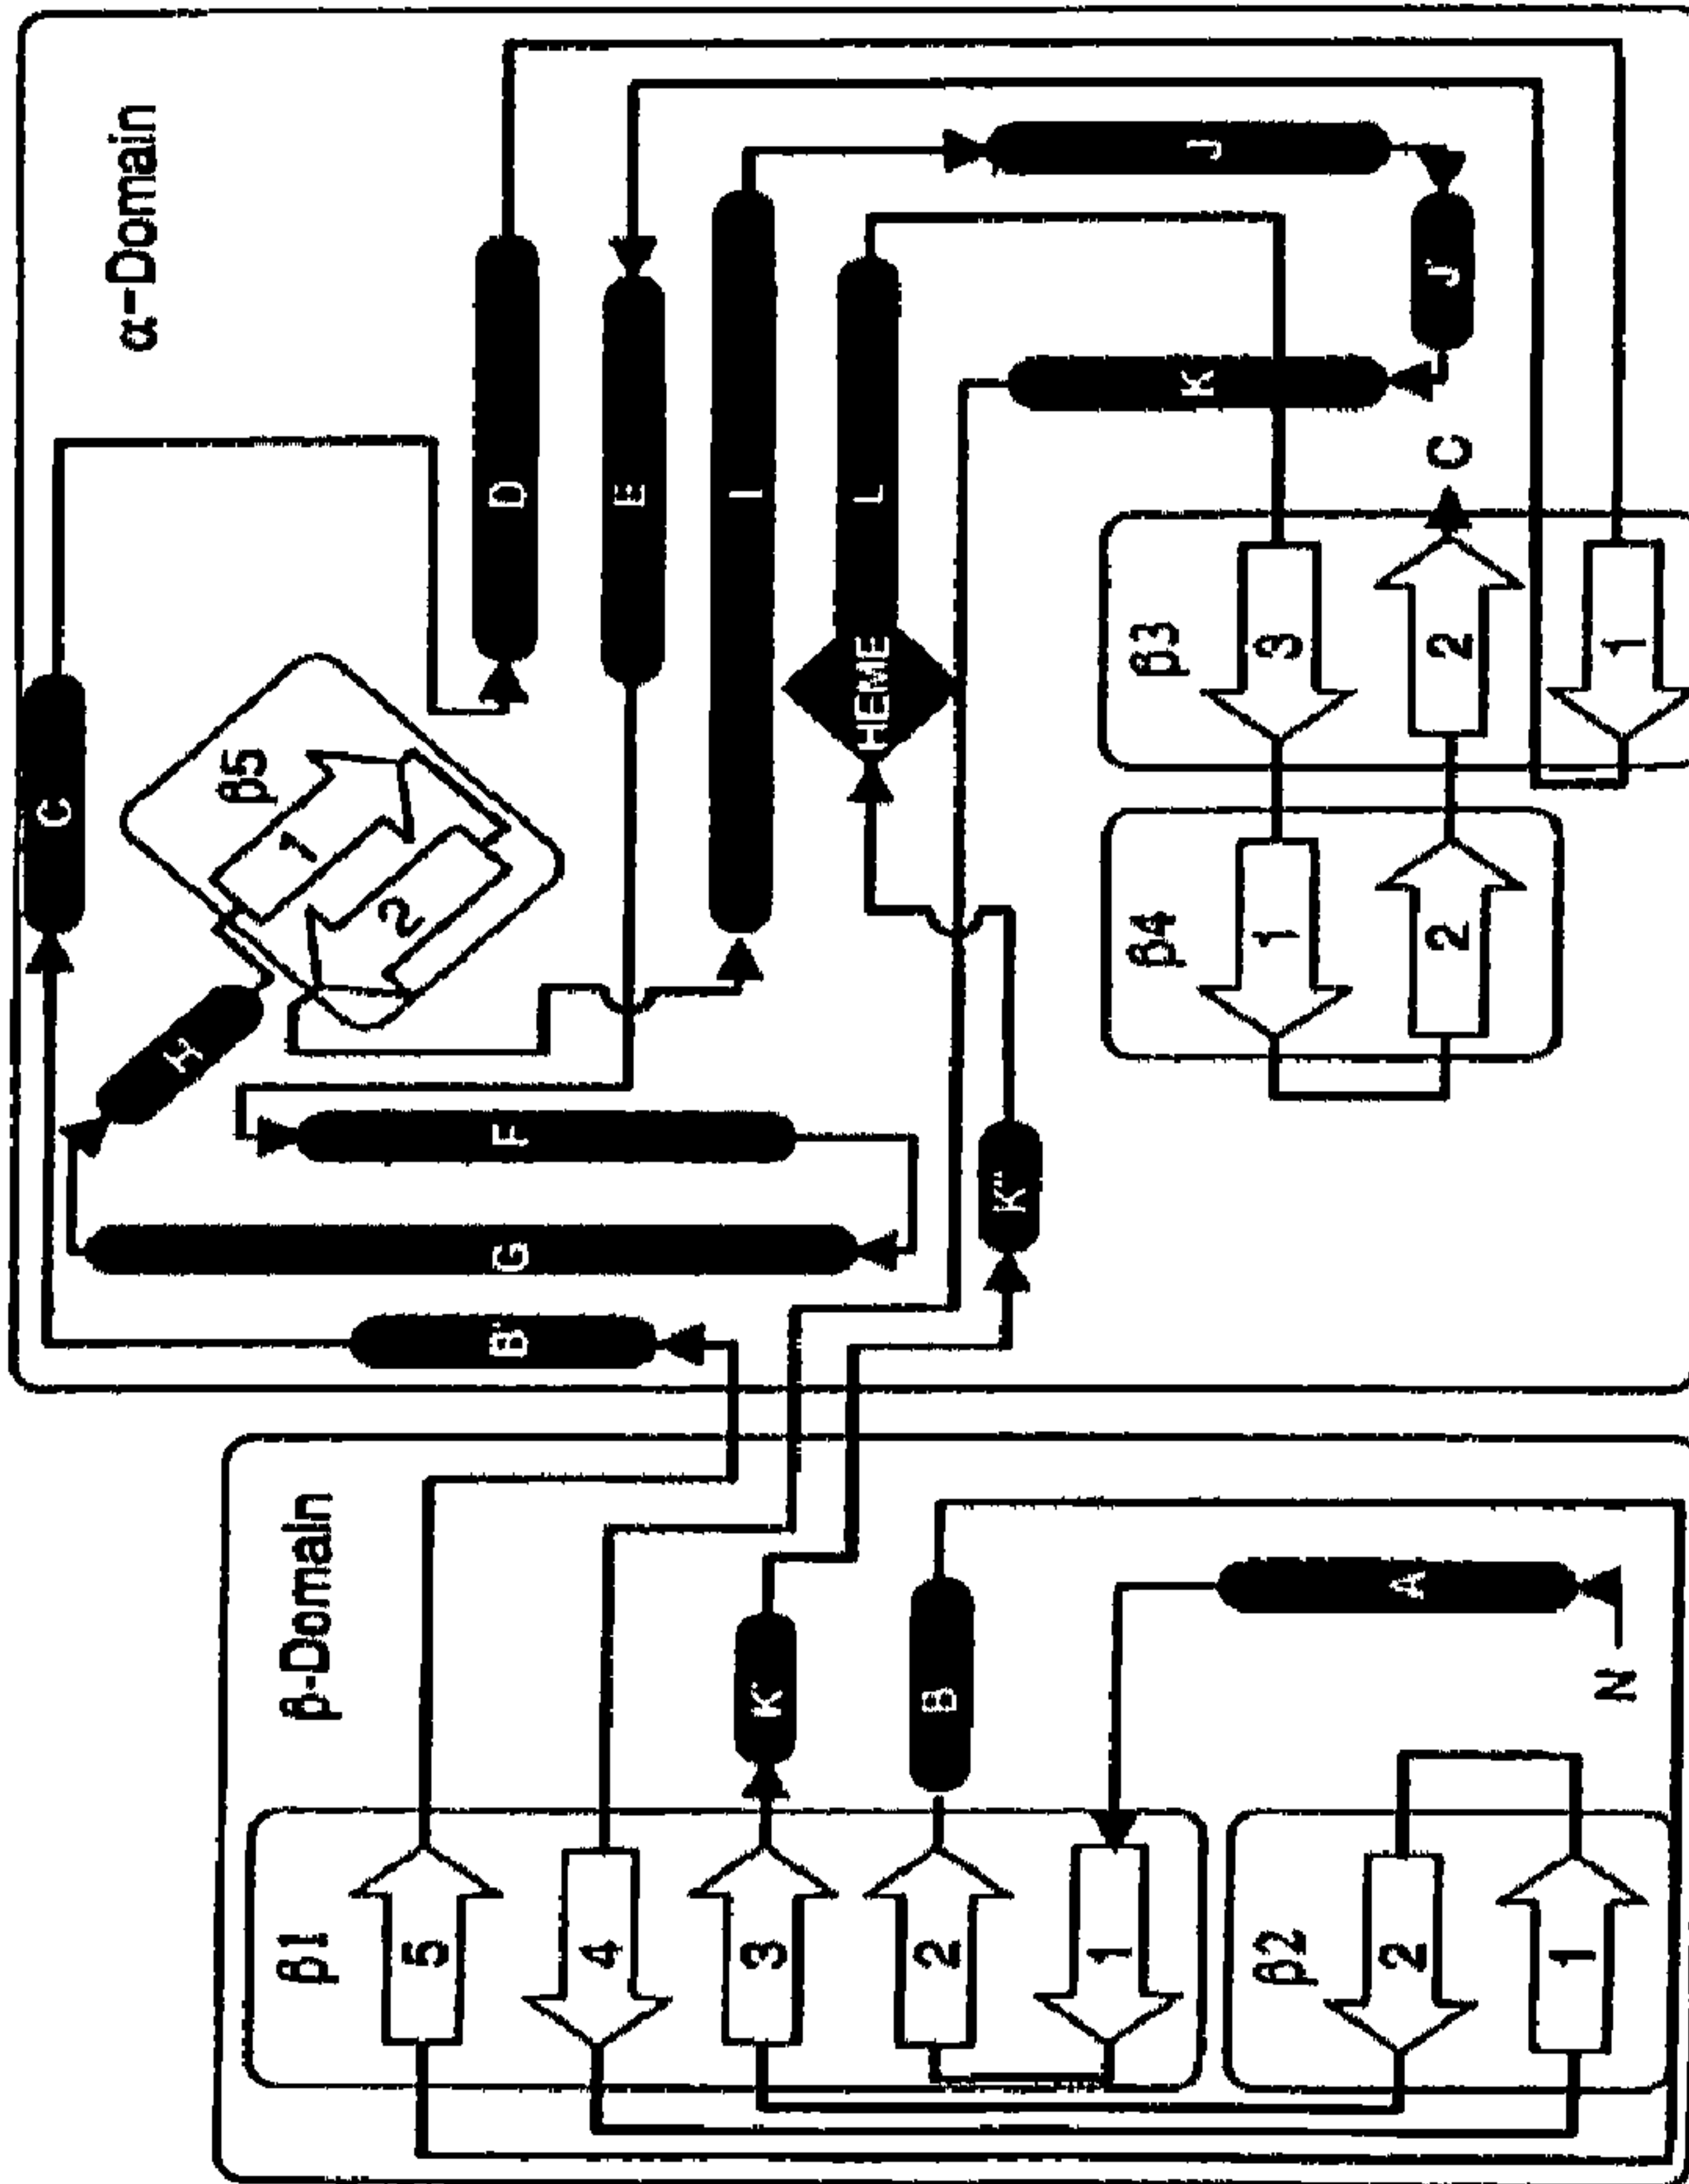 α-Domain
C
β5
1
2
H
D
E
F
G
B'
I
L
HEME
J
J'
K
K"
β3
3
2
1
C
β4
1
2
β-Domain
β1
5
4
3
2
1
K'
B
A
N
β2
2
1